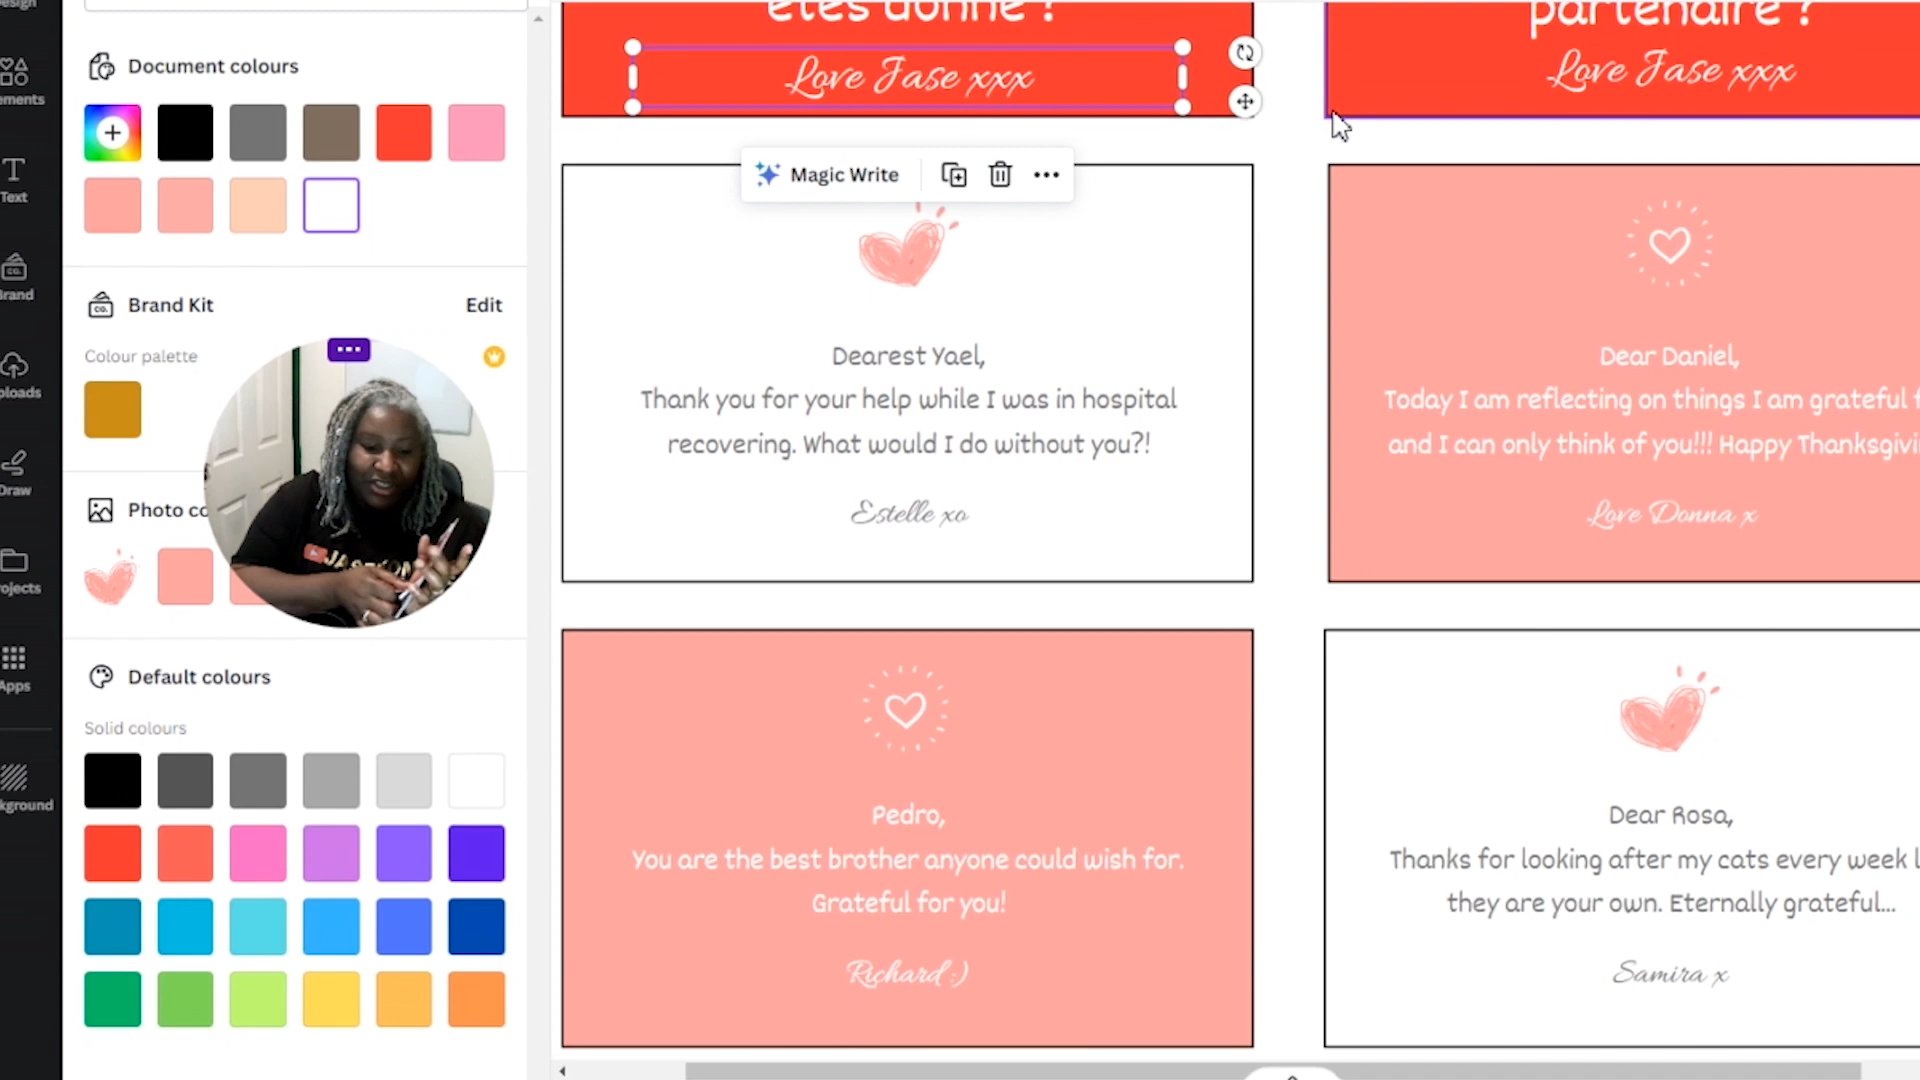 Document colours
Text
Brand Kit
Edit
Colour palette
Draw
Photo co
Apps
Default colours
Solid colours
êtes donné ?
Love Jase xxx
partenaire ?
Love Jase xxx
Magic Write
Dearest Yael,
Thank you for your help while I was in hospital
recovering. What would I do without you?!
Estelle xo
Dear Daniel,
Today I am reflecting on things I am grateful f
and I can only think of you!!! Happy Thanksgivi
Love Donna x
Pedro,
You are the best brother anyone could wish for.
Grateful for you!
Richard :)
Dear Rosa,
Thanks for looking after my cats every week l
they are your own. Eternally grateful...
Samira x